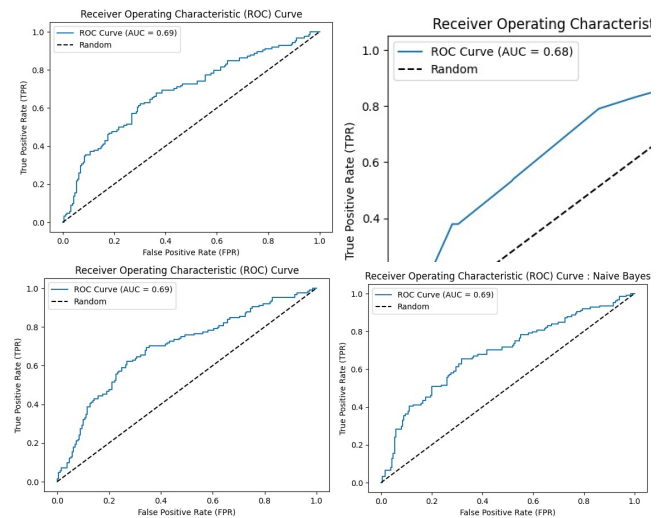 Receiver Operating Characteristic (ROC) Curve
ROC Curve (AUC = 0.69)
Random
True Positive Rate (TPR)
1.0
0.8
0.6
0.4
0.2
0.0
0.0 0.2 0.4 0.6 0.8 1.0
False Positive Rate (FPR)
Receiver Operating Characterist
ROC Curve (AUC = 0.68)
Random
True Positive Rate (TPR)
1.0
0.8
0.6
0.4
Receiver Operating Characteristic (ROC) Curve
ROC Curve (AUC = 0.69)
Random
True Positive Rate (TPR)
1.0
0.8
0.6
0.4
0.2
0.0
0.0 0.2 0.4 0.6 0.8 1.0
False Positive Rate (FPR)
Receiver Operating Characteristic (ROC) Curve : Naive Bayes
ROC Curve (AUC = 0.69)
Random
True Positive Rate (TPR)
1.0
0.8
0.6
0.4
0.2
0.0
0.0 0.2 0.4 0.6 0.8 1.0
False Positive Rate (FPR)